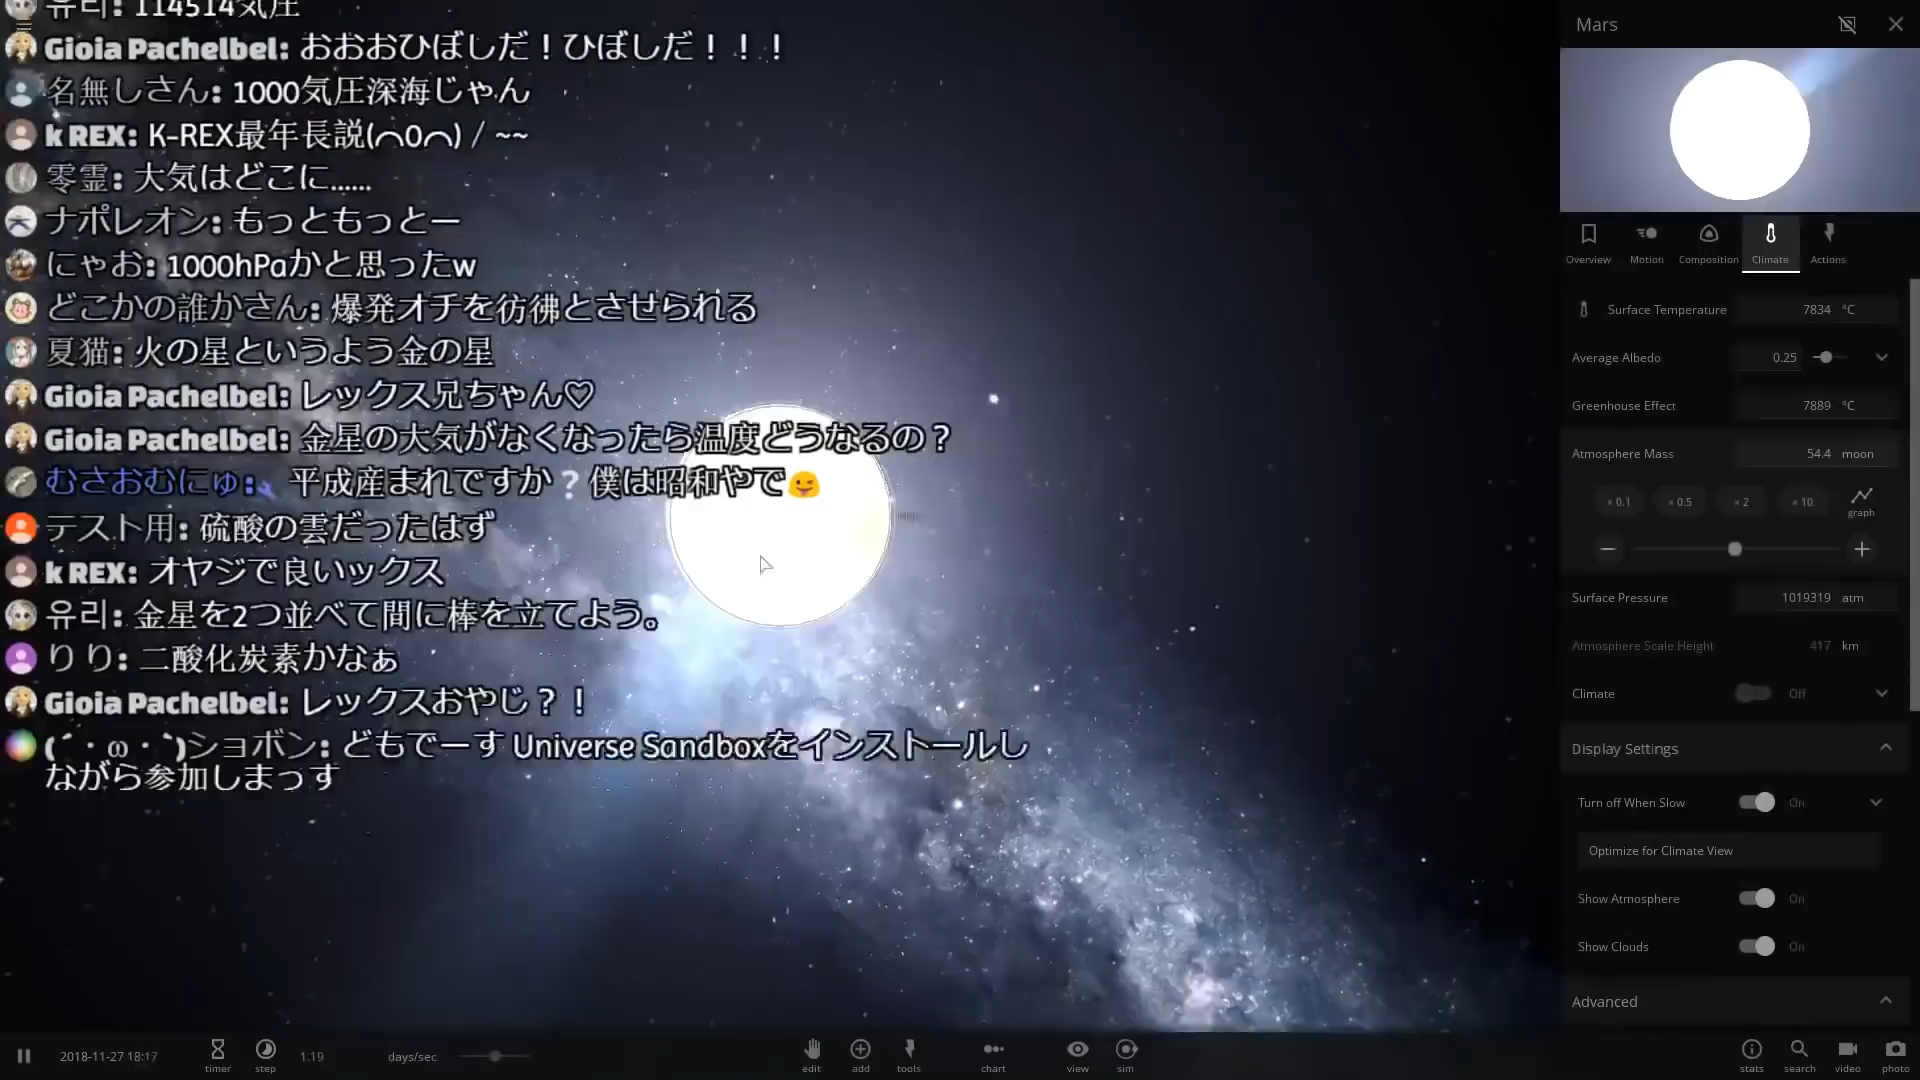 유리: 114514気圧
Gioia Pachelbel: おおおひぼしだ！ひぼしだ！！！
名無しさん: 1000気圧深海じゃん
k REX: K-REX最年長説(⌒0⌒) / ~~
零霊: 大気はどこに......
ナポレオン: もっともっとー
にゃお: 1000hPaかと思ったw
どこかの誰かさん: 爆発オチを彷彿とさせられる
夏猫: 火の星というよう金の星
Gioia Pachelbel: レックス兄ちゃん♡
Gioia Pachelbel: 金星の大気がなくなったら温度どうなるの？
むさおむにゅ: 平成産まれですか？僕は昭和やで😜
テスト用: 硫酸の雲だったはず
k REX: オヤジで良いックス
유리: 金星を2つ並べて間に棒を立てよう。
り り: 二酸化炭素かなぁ
Gioia Pachelbel: レックスおやじ？！
(´・ω・`)ショボン: どもでーす Universe Sandboxをインストールし
ながら参加しまっす
Mars
Overview Motion Composition Climate Actions
Surface Temperature 7834 °C
Average Albedo 0.25
Greenhouse Effect 7889 °C
Atmosphere Mass 54.4 moon
× 0.1 × 0.5 × 2 × 10 graph
Surface Pressure 1019319 atm
Atmosphere Scale Height 417 km
Climate Off
Display Settings
Turn off When Slow On
Optimize for Climate View
Show Atmosphere On
Show Clouds On
Advanced
2018-11-27 18:17 timer step 1.19 days/sec edit add tools chart view sim stats search video photo